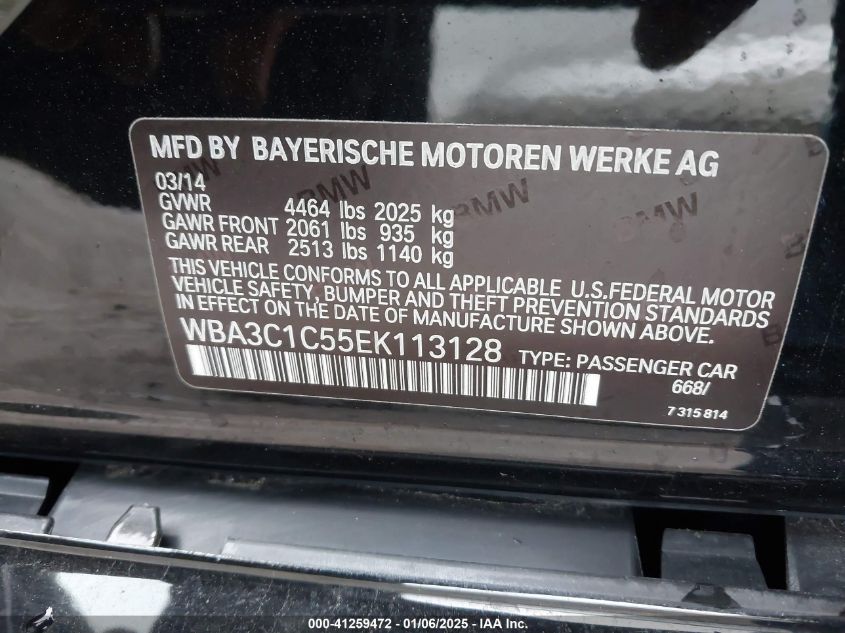 MFD BY BAYERISCHE MOTOREN WERKE AG
03/14
GVWR 4464 lbs 2025 kg
GAWR FRONT 2061 lbs 935 kg
GAWR REAR 2513 lbs 1140 kg
THIS VEHICLE CONFORMS TO ALL APPLICABLE U.S.FEDERAL MOTOR
VEHICLE SAFETY, BUMPER AND THEFT PREVENTION STANDARDS
IN EFFECT ON THE DATE OF MANUFACTURE SHOWN ABOVE.
WBA3C1C55EK113128 TYPE: PASSENGER CAR
668/
7 315 814
BMW
BMW
BMW
000-41259472 - 01/06/2025 - © IAA Inc.